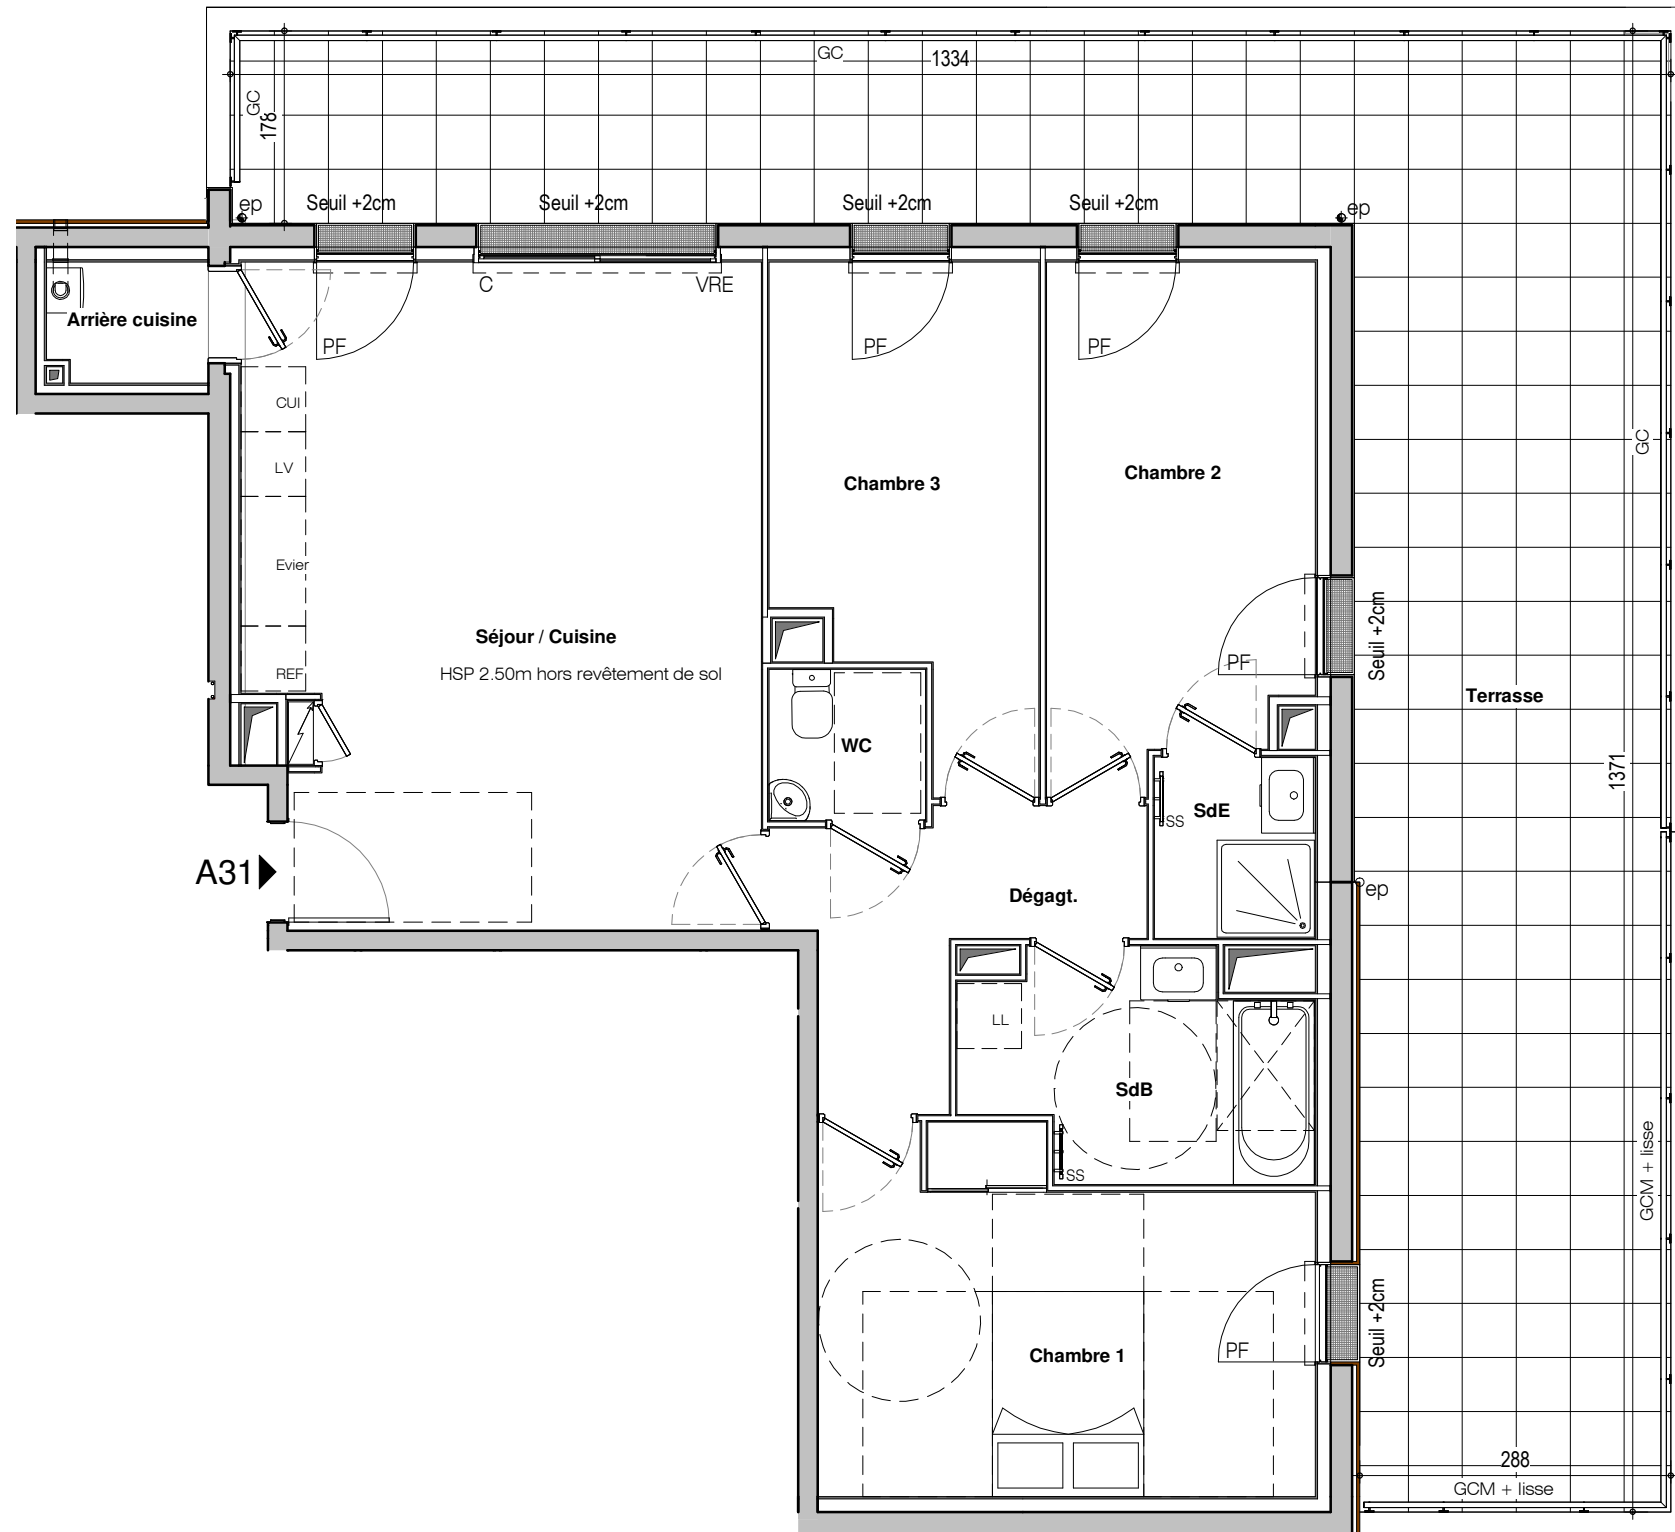 GC
1334
GC
178
ep
Seuil +2cm
Seuil +2cm
Seuil +2cm
Seuil +2cm
ep
C
VRE
Arrière cuisine
PF
PF
PF
CUI
LV
Evier
REF
Chambre 3
Chambre 2
GC
Séjour / Cuisine
HSP 2.50m hors revêtement de sol
PF
Seuil +2cm
Terrasse
WC
1371
SdE
SS
A31
Dégagt.
ep
LL
SdB
SS
GCM + lisse
Chambre 1
PF
Seuil +2cm
288
GCM + lisse